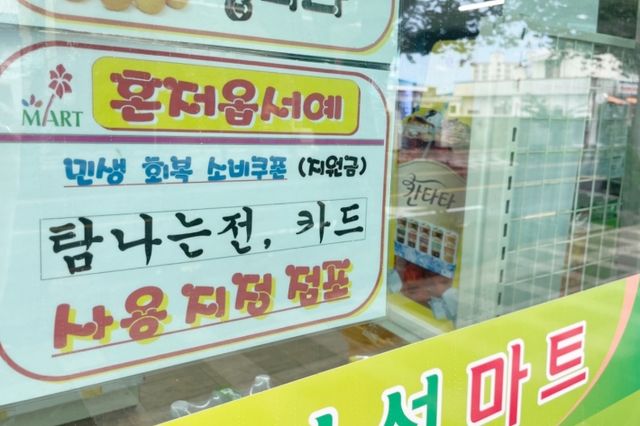 MART
혼저옵서예
민생 회복 소비쿠폰 (지원금)
탐나는전, 카드
사용 지정 점포
칸타타
마트